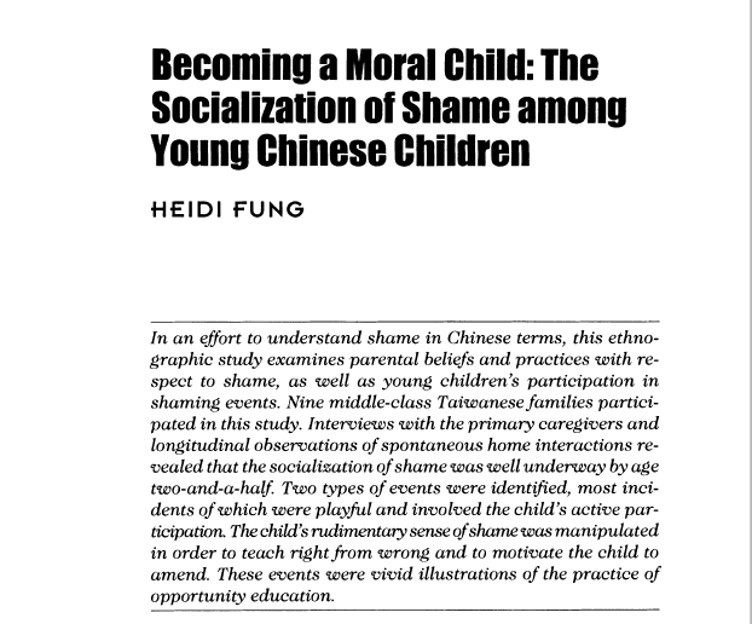 Becoming a Moral Child: The
Socialization of Shame among
Young Chinese Children
HEIDI FUNG
In an effort to understand shame in Chinese terms, this ethno-
graphic study examines parental beliefs and practices with re-
spect to shame, as well as young children's participation in
shaming events. Nine middle-class Taiwanese families partici-
pated in this study. Interviews with the primary caregivers and
longitudinal observations of spontaneous home interactions re-
vealed that the socialization of shame was well underway by age
two-and-a-half. Two types of events were identified, most inci-
dents of which were playful and involved the child's active par-
ticipation. The child's rudimentary sense of shame was manipulated
in order to teach right from wrong and to motivate the child to
amend. These events were vivid illustrations of the practice of
opportunity education.